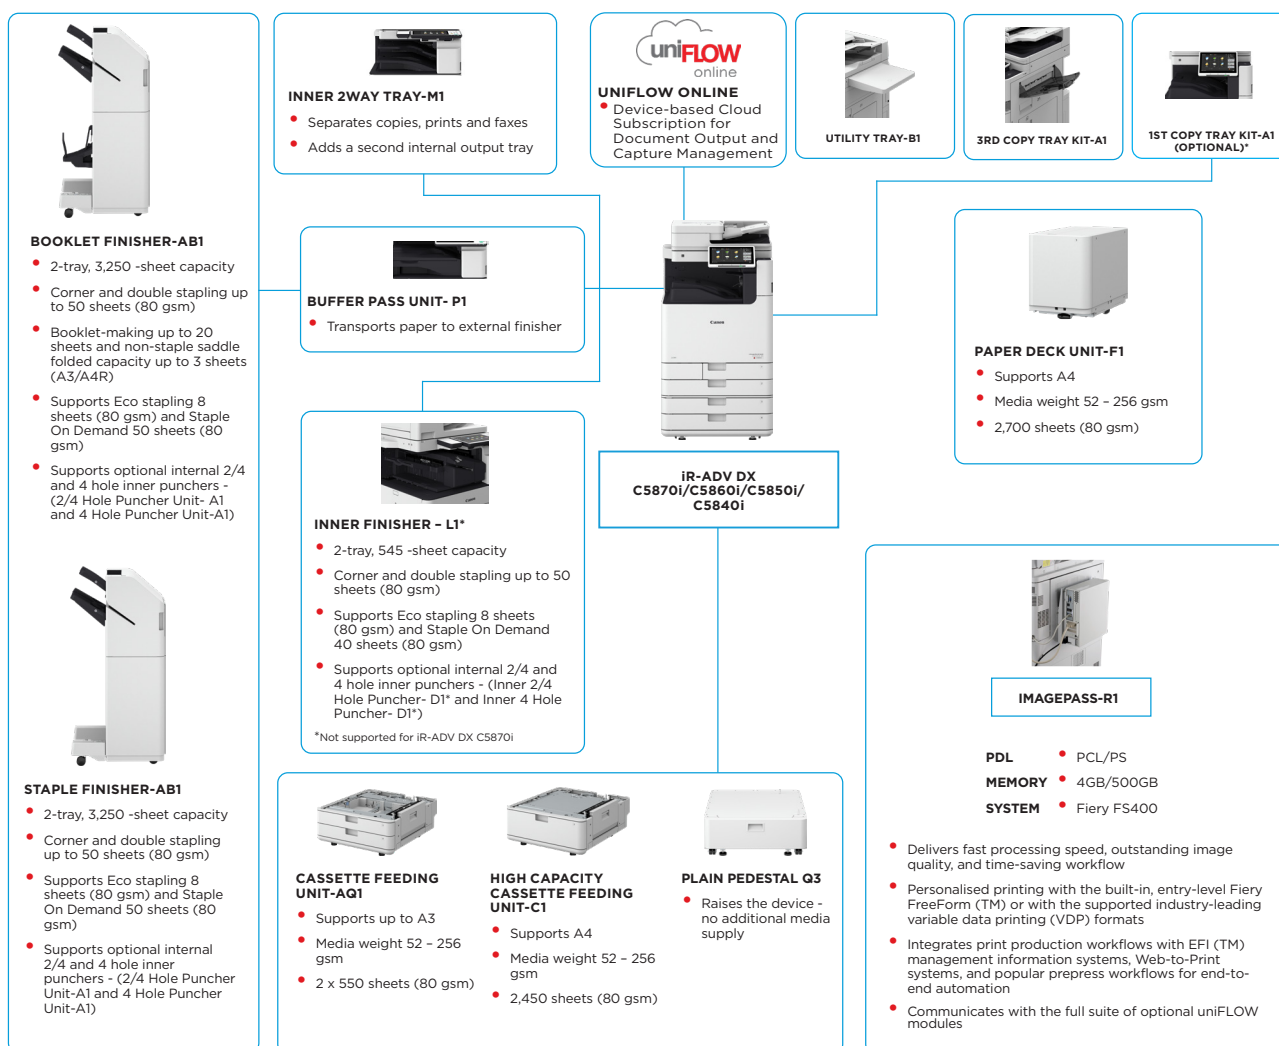 BOOKLET FINISHER-AB1
• 2-tray, 3,250 -sheet capacity
• Corner and double stapling up
to 50 sheets (80 gsm)
• Booklet-making up to 20
sheets and non-staple saddle
folded capacity up to 3 sheets
(A3/A4R)
• Supports Eco stapling 8
sheets (80 gsm) and Staple
On Demand 50 sheets (80
gsm)
• Supports optional internal 2/4
and 4 hole inner punchers -
(2/4 Hole Puncher Unit- A1
and 4 Hole Puncher Unit-A1)
STAPLE FINISHER-AB1
• 2-tray, 3,250 -sheet capacity
• Corner and double stapling
up to 50 sheets (80 gsm)
• Supports Eco stapling 8
sheets (80 gsm) and Staple
On Demand 50 sheets (80
gsm)
• Supports optional internal
2/4 and 4 hole inner
punchers - (2/4 Hole Puncher
Unit-A1 and 4 Hole Puncher
Unit-A1)
INNER 2WAY TRAY-M1
• Separates copies, prints and faxes
• Adds a second internal output tray
BUFFER PASS UNIT- P1
• Transports paper to external finisher
INNER FINISHER – L1*
• 2-tray, 545 -sheet capacity
• Corner and double stapling up to 50
sheets (80 gsm)
• Supports Eco stapling 8 sheets
(80 gsm) and Staple On Demand
40 sheets (80 gsm)
• Supports optional internal 2/4 and
4 hole inner punchers - (Inner 2/4
Hole Puncher- D1* and Inner 4 Hole
Puncher- D1*)
*Not supported for iR-ADV DX C5870i
uniFLOW
online
UNIFLOW ONLINE
• Device-based Cloud
Subscription for
Document Output and
Capture Management
UTILITY TRAY-B1
3RD COPY TRAY KIT-A1
1ST COPY TRAY KIT-A1
(OPTIONAL)*
Canon
iR-ADV DX
C5870i/C5860i/C5850i/
C5840i
PAPER DECK UNIT-F1
• Supports A4
• Media weight 52 – 256 gsm
• 2,700 sheets (80 gsm)
CASSETTE FEEDING
UNIT-AQ1
• Supports up to A3
• Media weight 52 – 256
gsm
• 2 x 550 sheets (80 gsm)
HIGH CAPACITY
CASSETTE FEEDING
UNIT-C1
• Supports A4
• Media weight 52 – 256
gsm
• 2,450 sheets (80 gsm)
PLAIN PEDESTAL Q3
• Raises the device -
no additional media
supply
IMAGEPASS-R1
PDL • PCL/PS
MEMORY • 4GB/500GB
SYSTEM • Fiery FS400
• Delivers fast processing speed, outstanding image
quality, and time-saving workflow
• Personalised printing with the built-in, entry-level Fiery
FreeForm (TM) or with the supported industry-leading
variable data printing (VDP) formats
• Integrates print production workflows with EFI (TM)
management information systems, Web-to-Print
systems, and popular prepress workflows for end-to-
end automation
• Communicates with the full suite of optional uniFLOW
modules